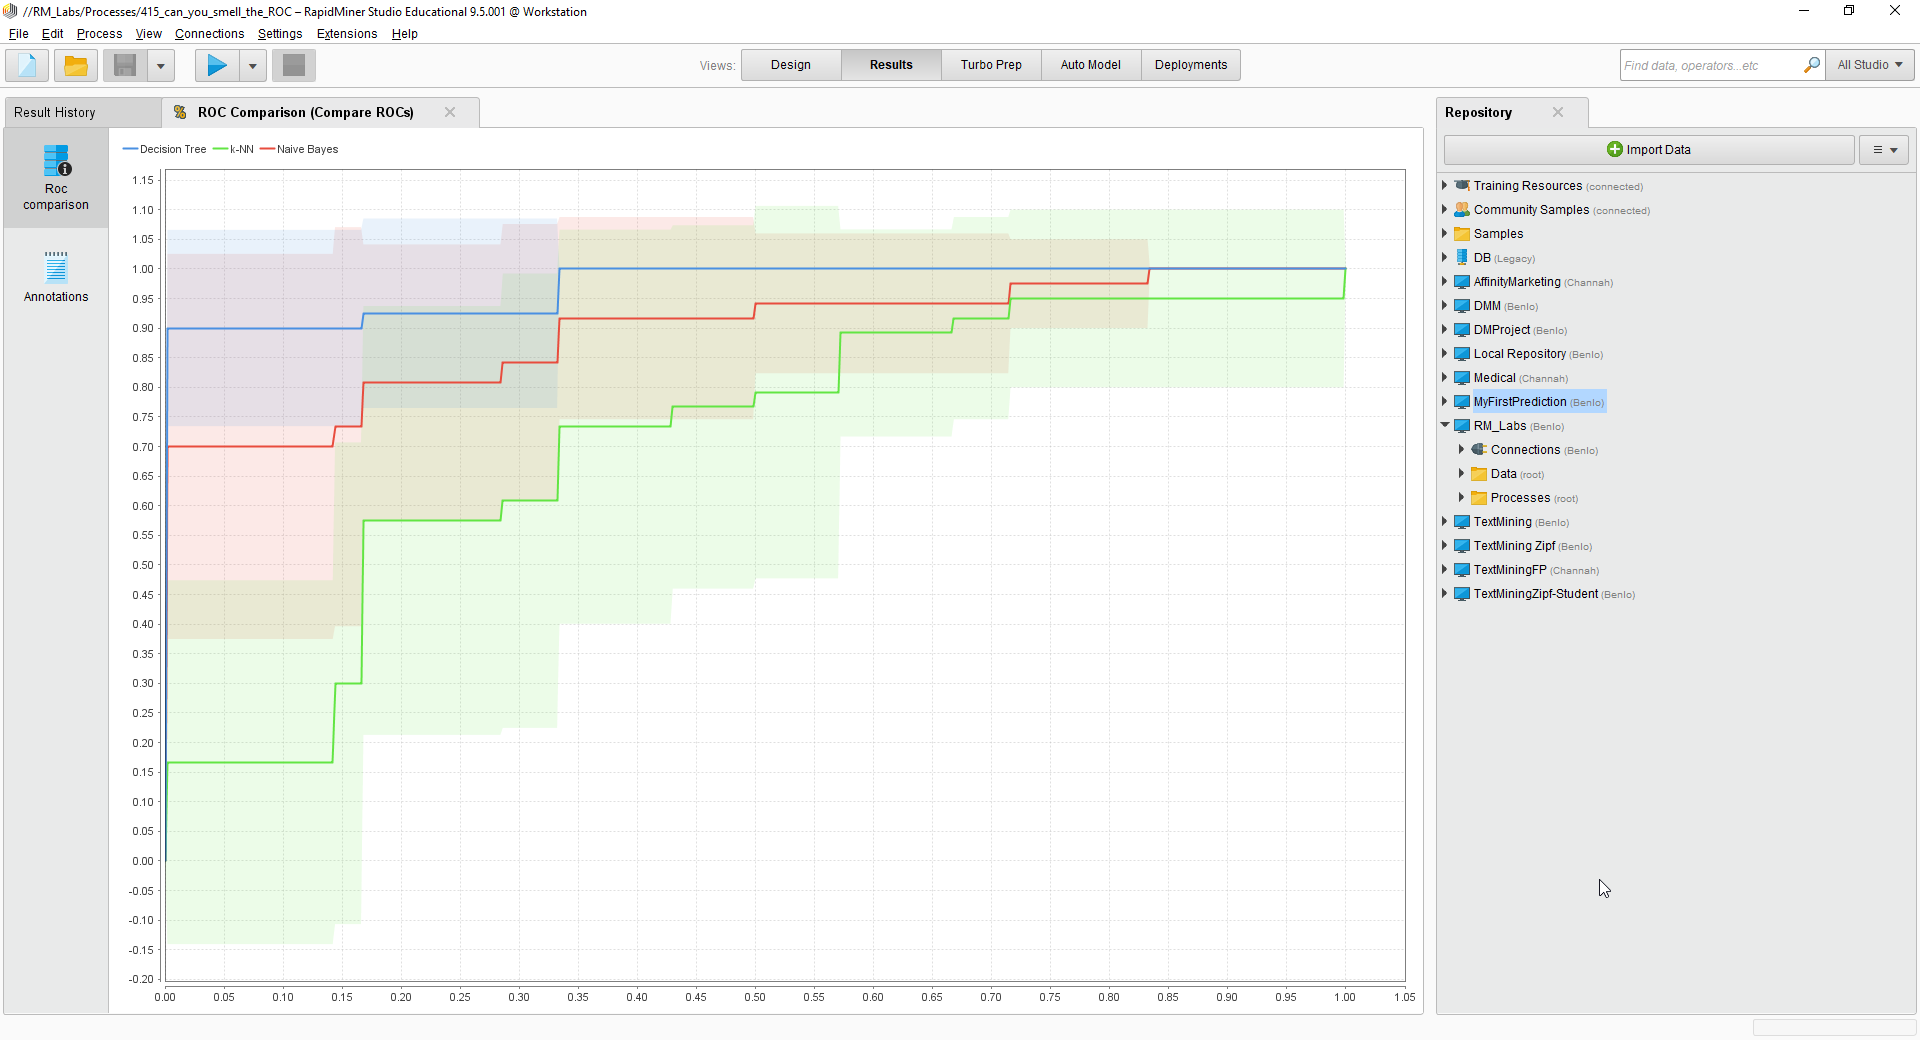 //RM_Labs/Processes/415_can_you_smell_the_ROC – RapidMiner Studio Educational 9.5.001 @ Workstation
File Edit Process View Connections Settings Extensions Help
Views: Design Results Turbo Prep Auto Model Deployments
Find data, operators...etc
All Studio
Result History
ROC Comparison (Compare ROCs)
Roc
comparison
Annotations
Decision Tree k-NN Naive Bayes
1.15
1.10
1.05
1.00
0.95
0.90
0.85
0.80
0.75
0.70
0.65
0.60
0.55
0.50
0.45
0.40
0.35
0.30
0.25
0.20
0.15
0.10
0.05
0.00
-0.05
-0.10
-0.15
-0.20
0.00 0.05 0.10 0.15 0.20 0.25 0.30 0.35 0.40 0.45 0.50 0.55 0.60 0.65 0.70 0.75 0.80 0.85 0.90 0.95 1.00 1.05
Repository
Import Data
Training Resources (connected)
Community Samples (connected)
Samples
DB (Legacy)
AffinityMarketing (Channah)
DMM (Benlo)
DMProject (Benlo)
Local Repository (Benlo)
Medical (Channah)
MyFirstPrediction (Benlo)
RM_Labs (Benlo)
Connections (Benlo)
Data (root)
Processes (root)
TextMining (Benlo)
TextMining Zipf (Benlo)
TextMiningFP (Channah)
TextMiningZipf-Student (Benlo)